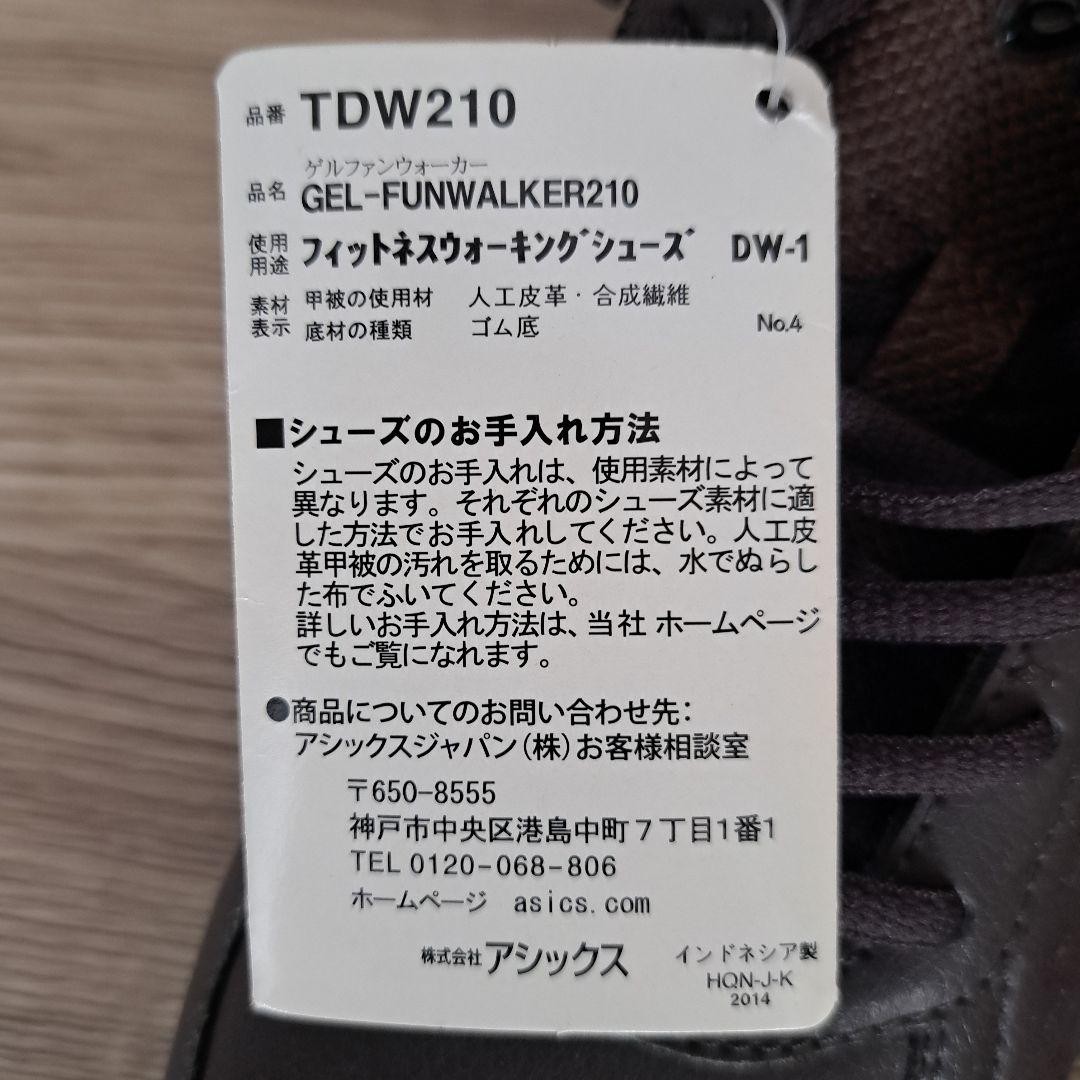 品番 TDW210
ゲルファンウォーカー
品名 GEL-FUNWALKER210
使用用途 フィットネスウォーキングシューズ DW-1
素材表示 甲被の使用材 人工皮革・合成繊維
底材の種類 ゴム底 No.4
■シューズのお手入れ方法
シューズのお手入れは、使用素材によって
異なります。それぞれのシューズ素材に適
した方法でお手入れしてください。人工皮
革甲被の汚れを取るためには、水でぬらし
た布でふいてください。
詳しいお手入れ方法は、当社 ホームページ
でもご覧になれます。
●商品についてのお問い合わせ先:
アシックスジャパン(株)お客様相談室
〒650-8555
神戸市中央区港島中町7丁目1番1
TEL 0120-068-806
ホームページ asics.com
株式会社アシックス インドネシア製
HQN-J-K
2014